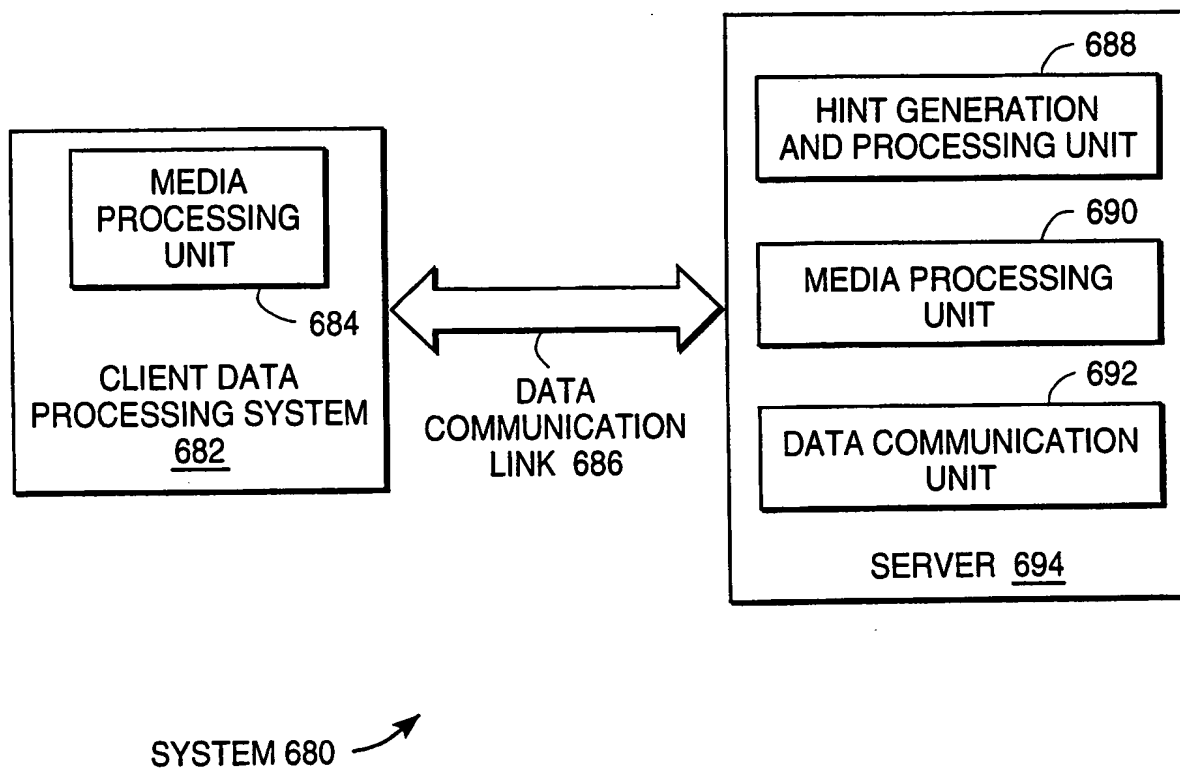 688
HINT GENERATION
AND PROCESSING UNIT
MEDIA
PROCESSING
UNIT
684
CLIENT DATA
PROCESSING SYSTEM
682
DATA
COMMUNICATION
LINK 686
690
MEDIA PROCESSING
UNIT
692
DATA COMMUNICATION
UNIT
SERVER 694
SYSTEM 680